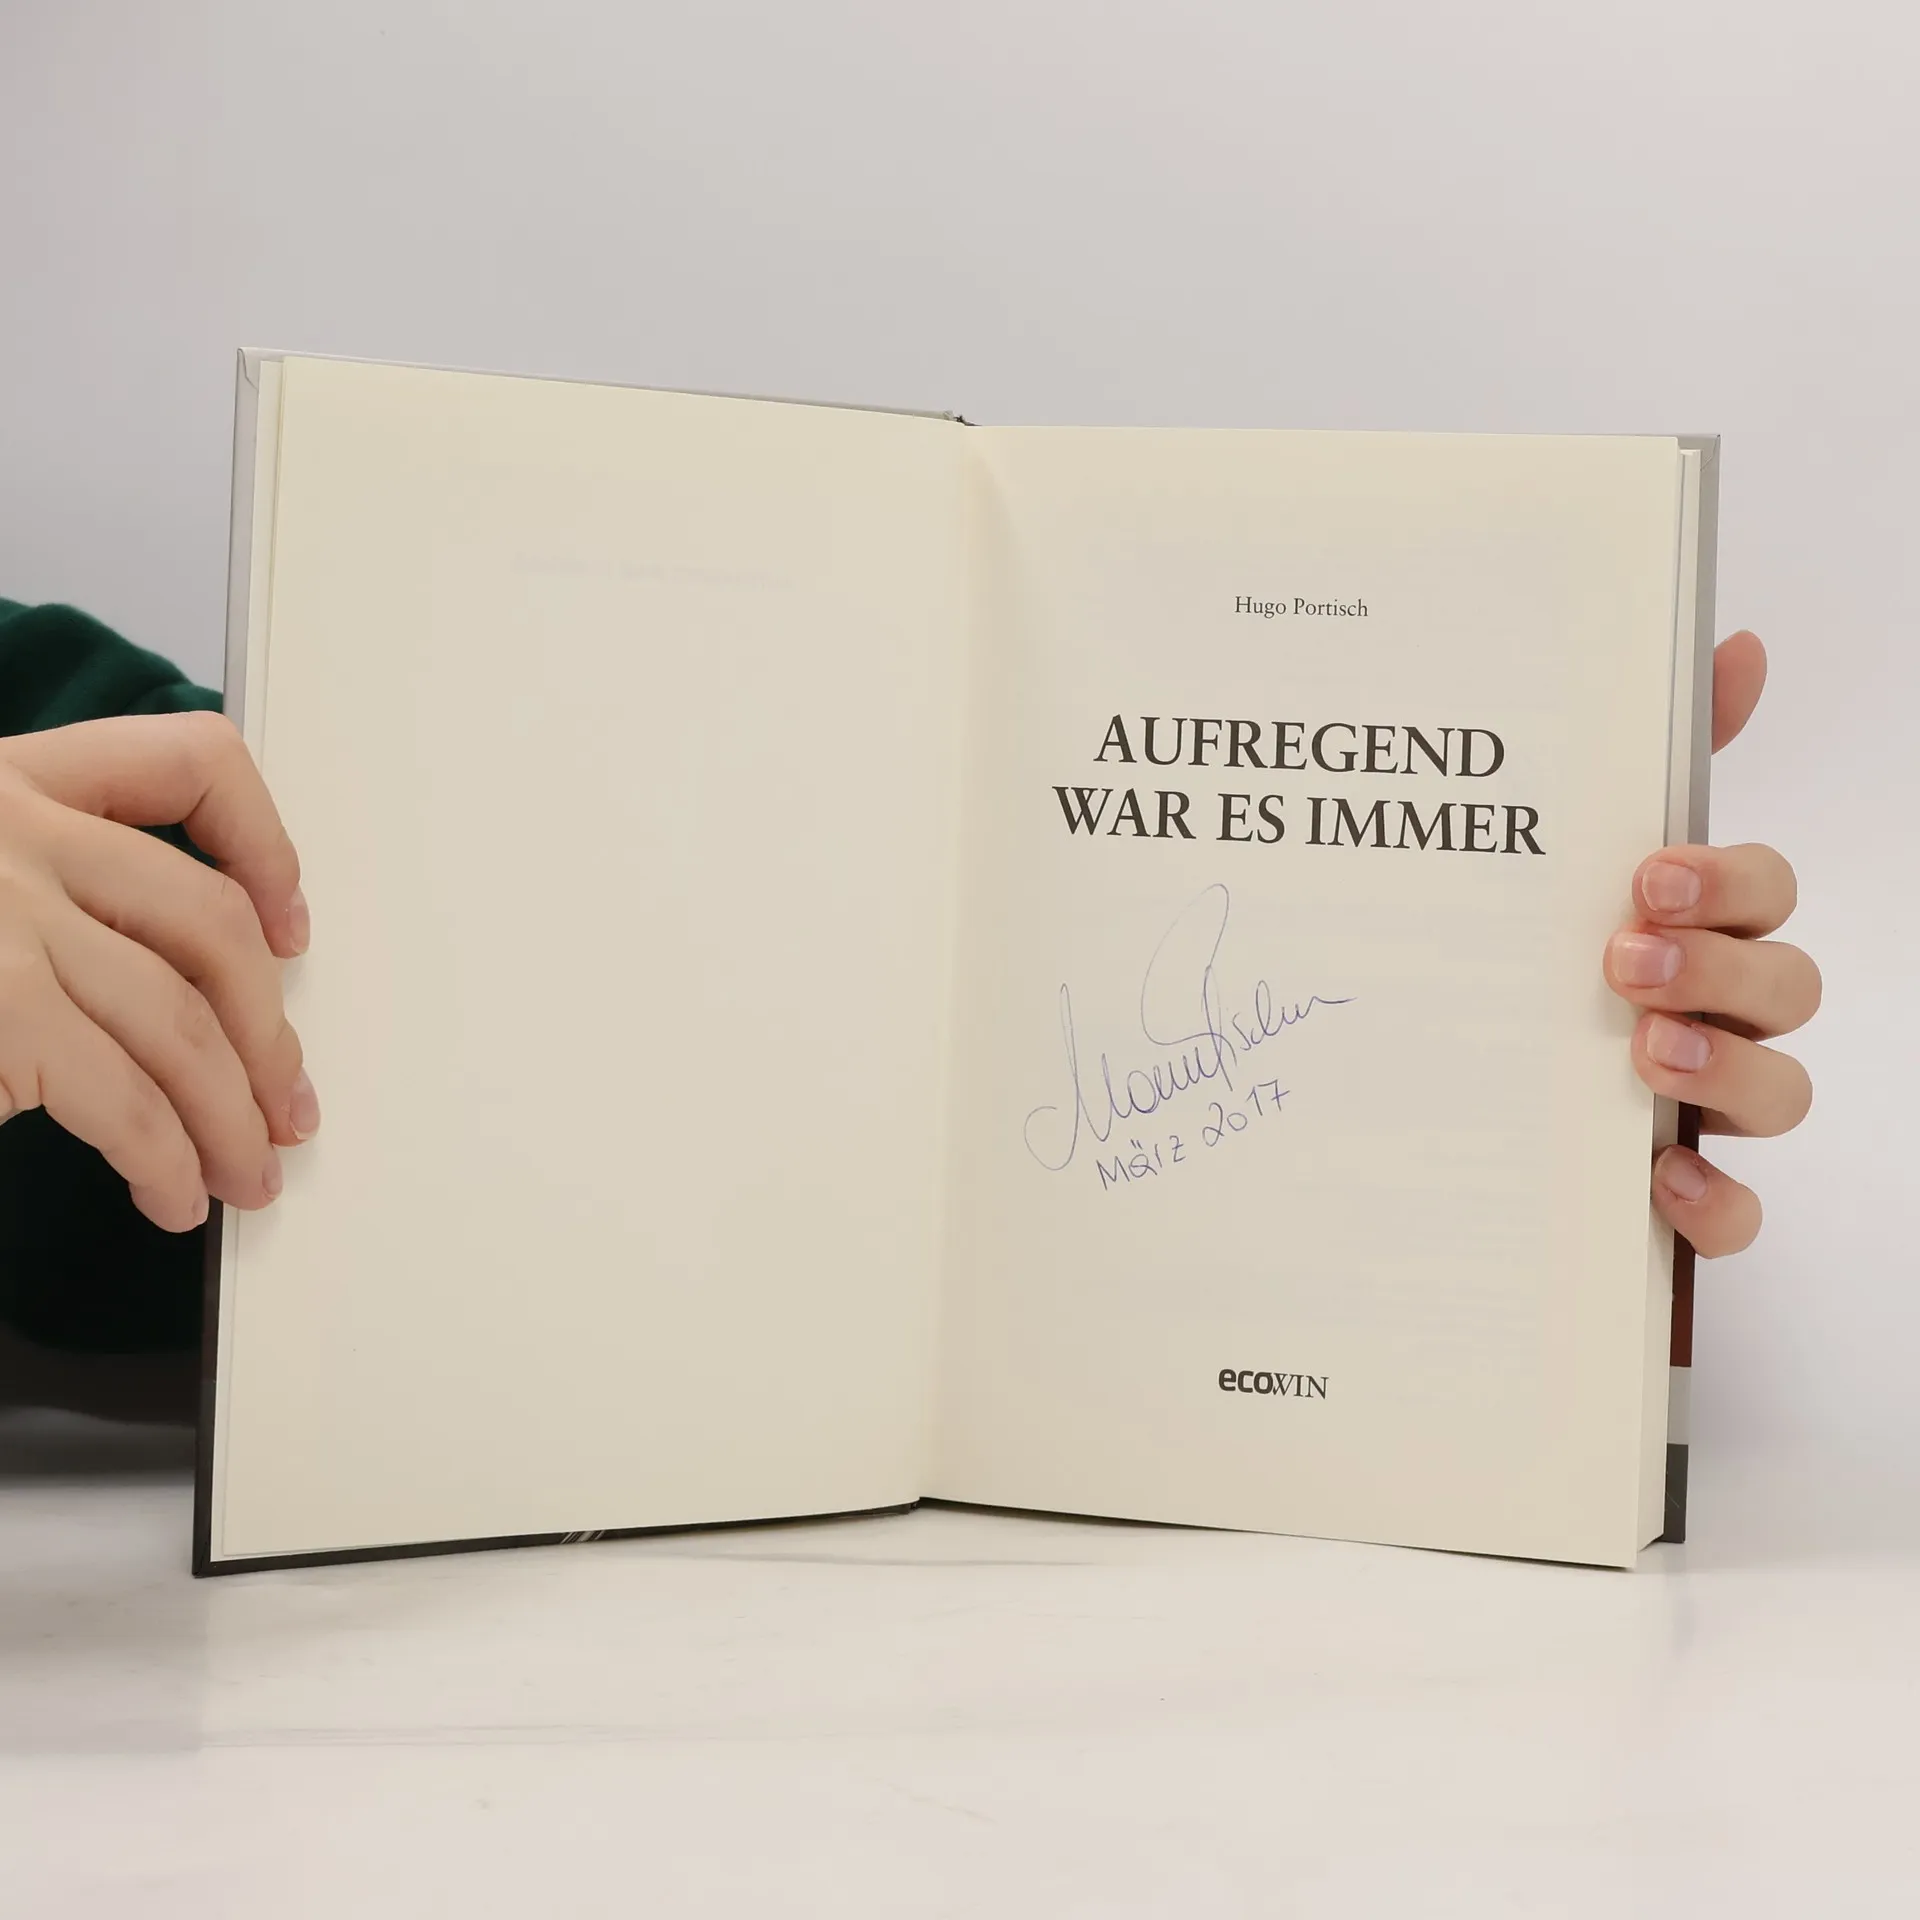 Hugo Portisch
AUFREGEND
WAR ES IMMER
März 2017
ecoWIN